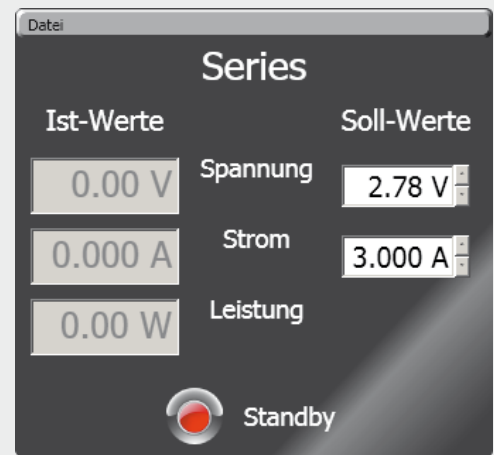 Datei
Series
Ist-Werte Soll-Werte
0.00 V Spannung 2.78 V
0.000 A Strom 3.000 A
0.00 W Leistung
Standby